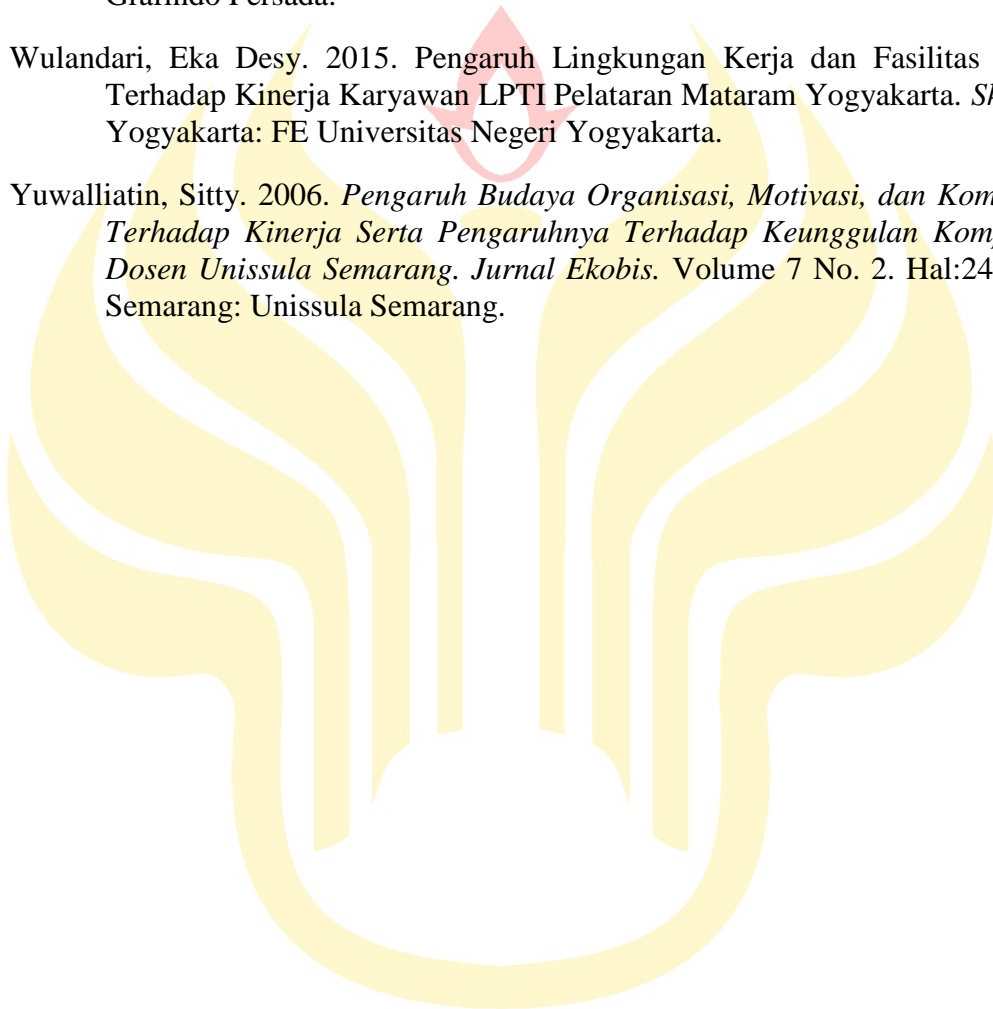 Grafindo Persada.
Wulandari, Eka Desy. 2015. Pengaruh Lingkungan Kerja dan Fasilitas
Terhadap Kinerja Karyawan LPTI Pelataran Mataram Yogyakarta.
Yogyakarta: FE Universitas Negeri Yogyakarta.
Yuwalliatin, Sitty. 2006. Pengaruh Budaya Organisasi, Motivasi, dan
Terhadap Kinerja Serta Pengaruhnya Terhadap Keunggulan
Dosen Unissula Semarang. Jurnal Ekobis. Volume 7 No. 2.
Semarang: Unissula Semarang.